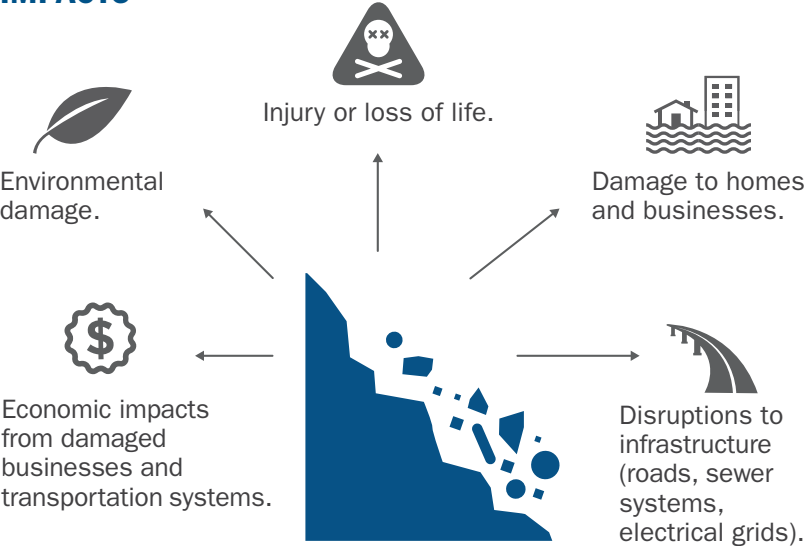 IMPACTS
Injury or loss of life.
Environmental
damage.
Damage to homes
and businesses.
$
Economic impacts
from damaged
businesses and
transportation systems.
Disruptions to
infrastructure
(roads, sewer
systems,
electrical grids).